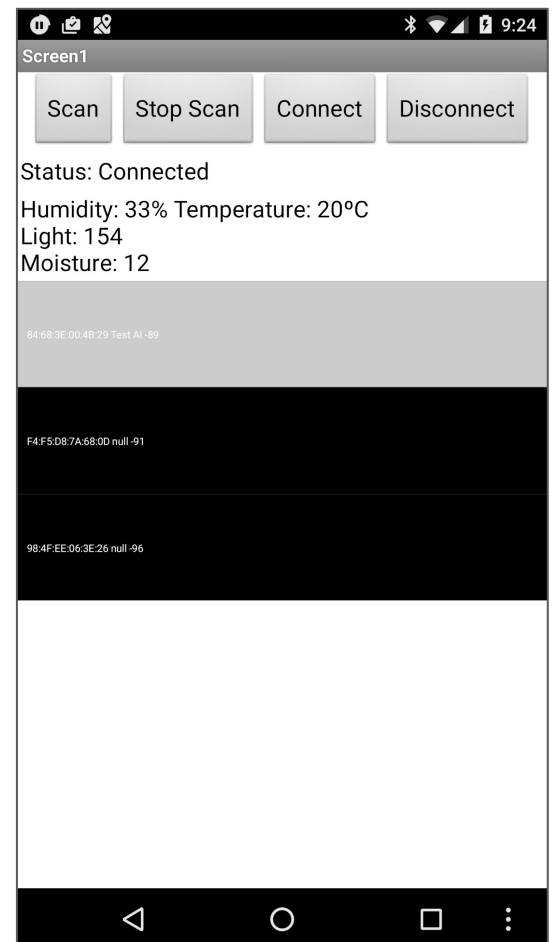 9:24
Screen1
Scan Stop Scan Connect Disconnect
Status: Connected
Humidity: 33% Temperature: 20ºC
Light: 154
Moisture: 12
84:68:3E:00:4B:29 Test AI -89
F4:F5:D8:7A:68:0D null -91
98:4F:EE:06:3E:26 null -96